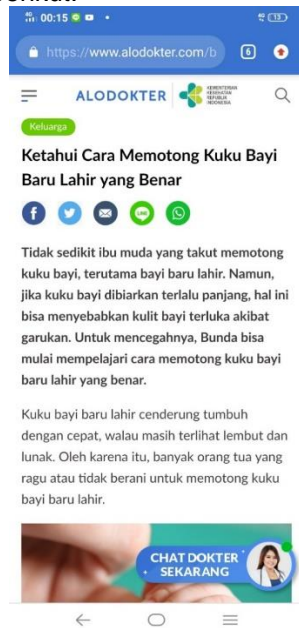 00:15
https://www.alodokter.com/b
6
ALODOKTER
KEMENTERIAN
KESEHATAN
REPUBLIK
INDONESIA
Keluarga
Ketahui Cara Memotong Kuku Bayi
Baru Lahir yang Benar
Tidak sedikit ibu muda yang takut memotong
kuku bayi, terutama bayi baru lahir. Namun,
jika kuku bayi dibiarkan terlalu panjang, hal ini
bisa menyebabkan kulit bayi terluka akibat
garukan. Untuk mencegahnya, Bunda bisa
mulai mempelajari cara memotong kuku bayi
baru lahir yang benar.
Kuku bayi baru lahir cenderung tumbuh
dengan cepat, walau masih terlihat lembut dan
lunak. Oleh karena itu, banyak orang tua yang
ragu atau tidak berani untuk memotong kuku
bayi baru lahir.
CHAT DOKTER
SEKARANG